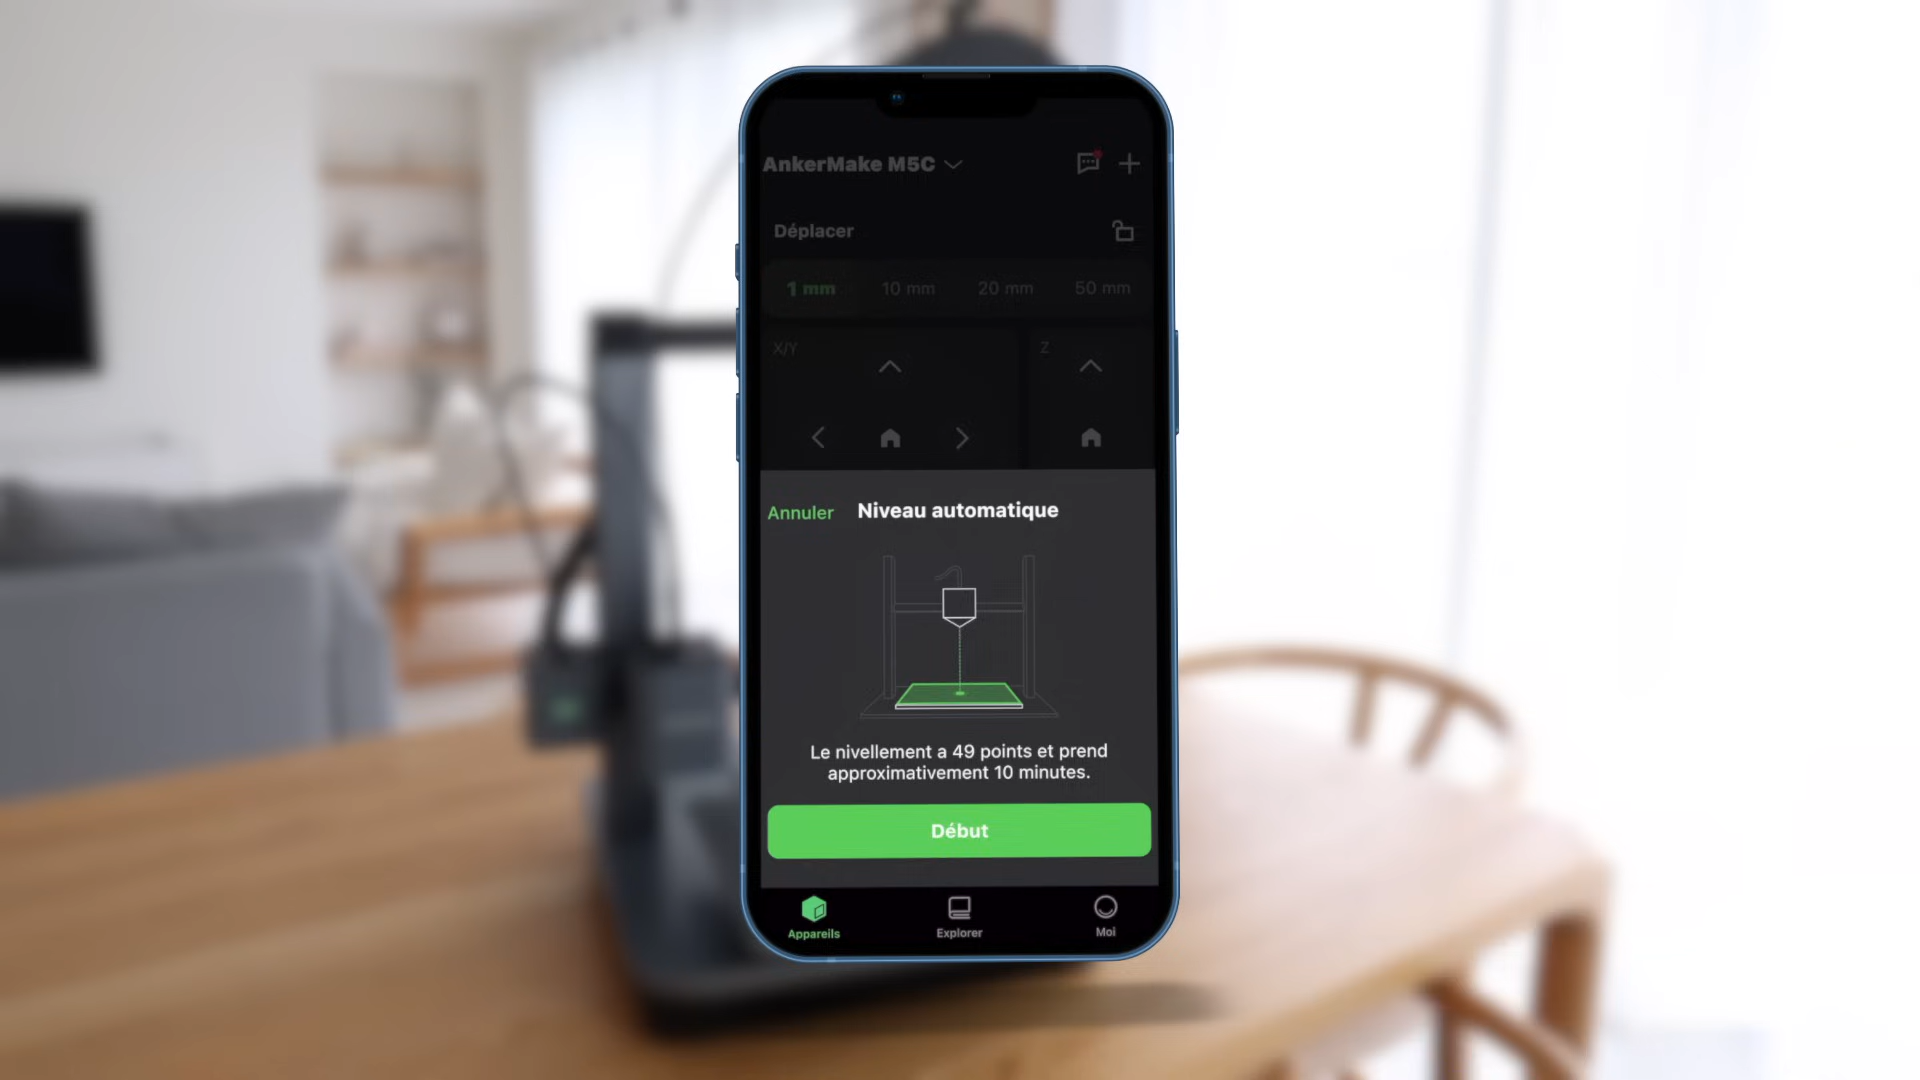 AnkerMake M5C
Déplacer
1 mm 10 mm 20 mm 50 mm
X/Y Z
Annuler Niveau automatique
Le nivellement a 49 points et prend
approximativement 10 minutes.
Début
Appareils Explorer Moi